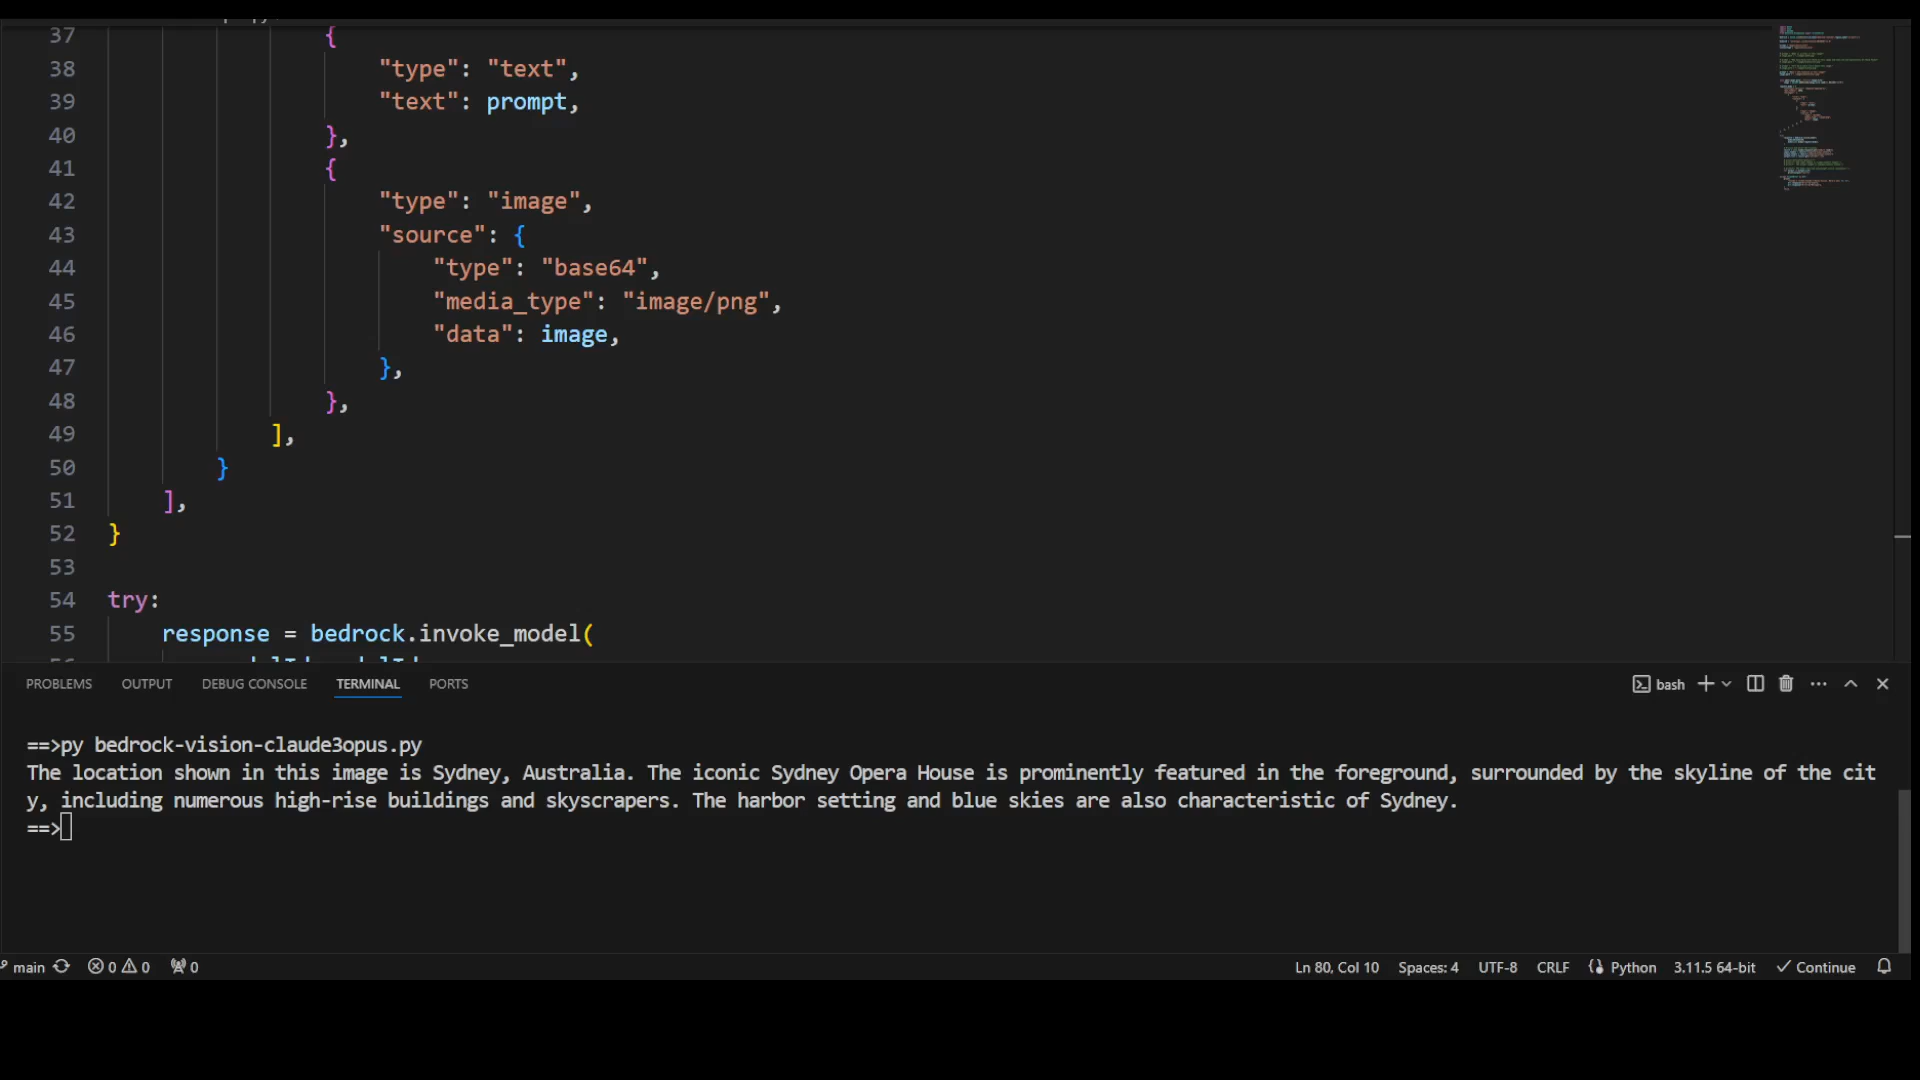 37 {
38 "type": "text",
39 "text": prompt,
40 },
41 {
42 "type": "image",
43 "source": {
44 "type": "base64",
45 "media_type": "image/png",
46 "data": image,
47 },
48 },
49 ],
50 }
51 ],
52 }
53
54 try:
55 response = bedrock.invoke_model(
PROBLEMS OUTPUT DEBUG CONSOLE TERMINAL PORTS bash
==>py bedrock-vision-claude3opus.py
The location shown in this image is Sydney, Australia. The iconic Sydney Opera House is prominently featured in the foreground, surrounded by the skyline of the cit
y, including numerous high-rise buildings and skyscrapers. The harbor setting and blue skies are also characteristic of Sydney.
==>
main 0 0 0 Ln 80, Col 10 Spaces: 4 UTF-8 CRLF Python 3.11.5 64-bit Continue